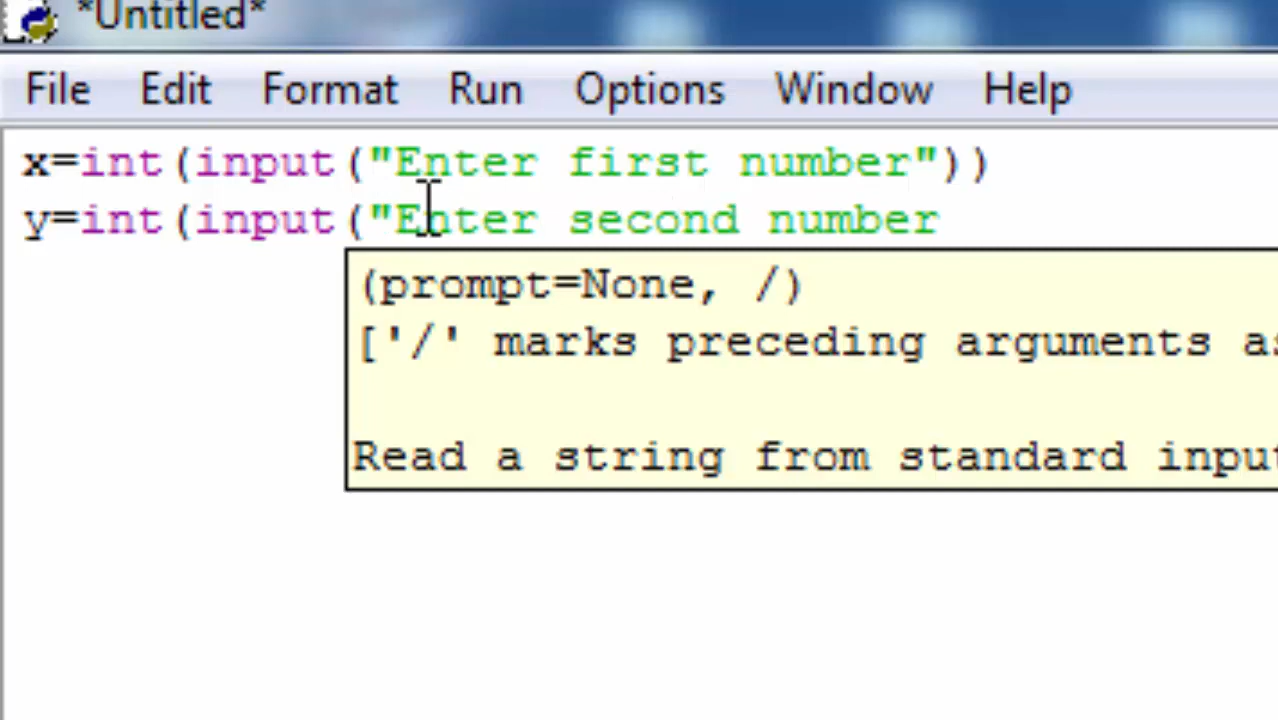 *Untitled*
File Edit Format Run Options Window Help
x=int(input("Enter first number"))
y=int(input("Enter second number
(prompt=None, /)
['/' marks preceding arguments as
Read a string from standard input